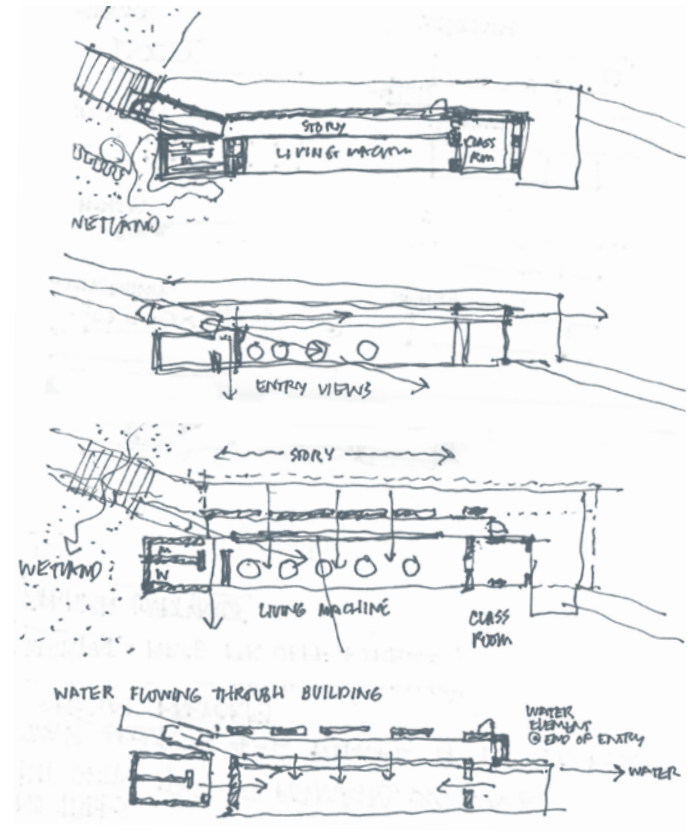 STORY
LIVING MACHINE
CLASS
RM
WETLAND
ENTRY VIEWS
STORY
WETLAND
M
W
LIVING MACHINE
CLASS
ROOM
WATER FLOWING THROUGH BUILDING
WATER
ELEMENT
@ END OF ENTRY
WATER